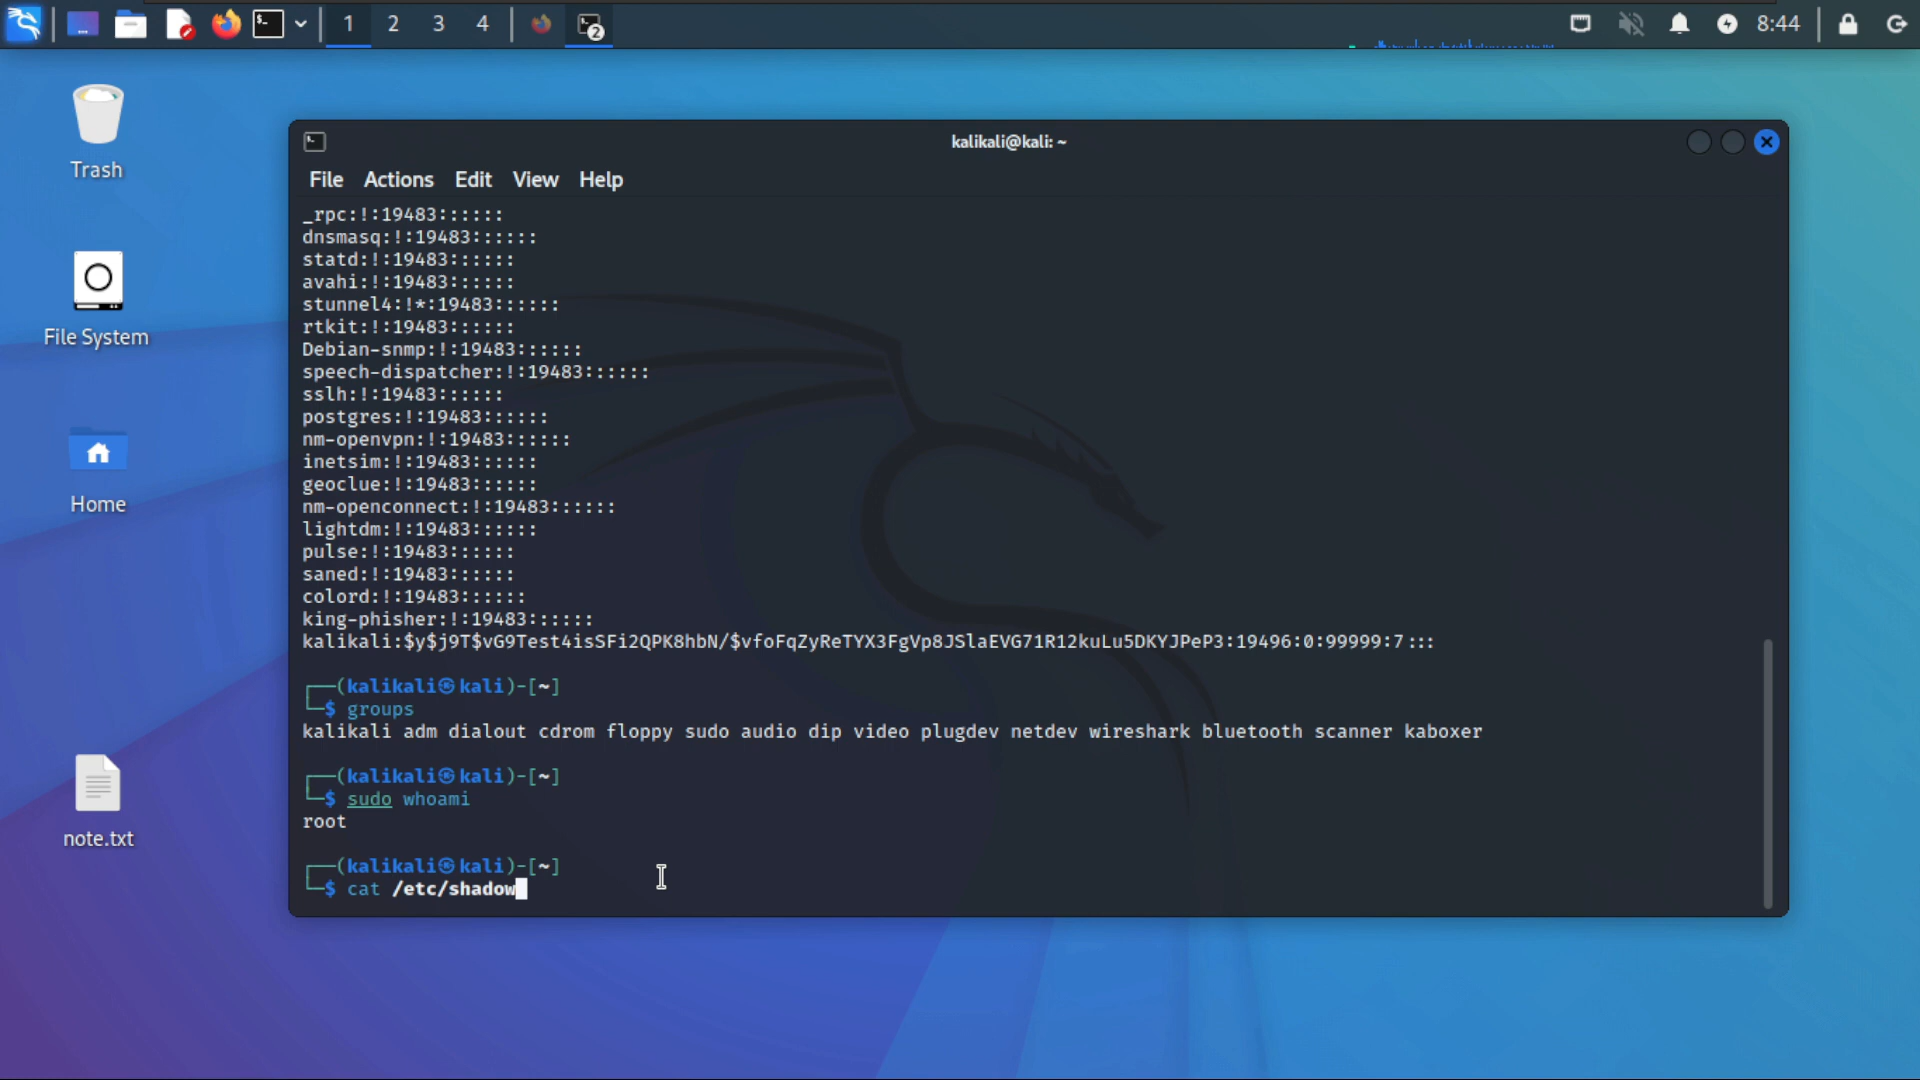 1 2 3 4 2 8:44
Trash
File System
Home
note.txt
kalikali@kali: ~
File Actions Edit View Help
_rpc:!:19483::::::
dnsmasq:!:19483::::::
statd:!:19483::::::
avahi:!:19483::::::
stunnel4:!*:19483::::::
rtkit:!:19483::::::
Debian-snmp:!:19483::::::
speech-dispatcher:!:19483::::::
sslh:!:19483::::::
postgres:!:19483::::::
nm-openvpn:!:19483::::::
inetsim:!:19483::::::
geoclue:!:19483::::::
nm-openconnect:!:19483::::::
lightdm:!:19483::::::
pulse:!:19483::::::
saned:!:19483::::::
colord:!:19483::::::
king-phisher:!:19483::::::
kalikali:$y$j9T$vG9Test4isSFi2QPK8hbN/$vfoFqZyReTYX3FgVp8JSlaEVG71R12kuLu5DKYJPeP3:19496:0:99999:7:::
┌──(kalikali㉿kali)-[~]
└─$ groups
kalikali adm dialout cdrom floppy sudo audio dip video plugdev netdev wireshark bluetooth scanner kaboxer
┌──(kalikali㉿kali)-[~]
└─$ sudo whoami
root
┌──(kalikali㉿kali)-[~]
└─$ cat /etc/shadow